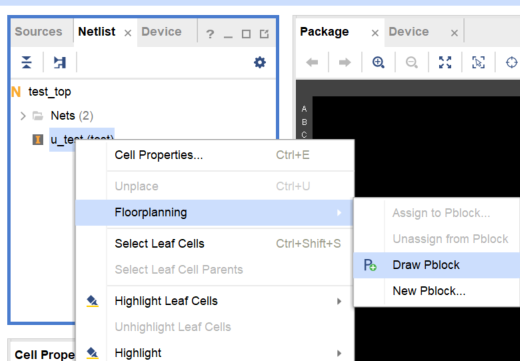 Sources Netlist × Device ? _ □
Package × Device ×
N test_top
> Nets (2)
I u_test (test)
A
B
C
Cell Properties... Ctrl+E
Unplace Ctrl+U
Floorplanning
Assign to Pblock...
Unassign from Pblock
Draw Pblock
New Pblock...
Select Leaf Cells Ctrl+Shift+S
Select Leaf Cell Parents
Highlight Leaf Cells
Unhighlight Leaf Cells
Highlight
Cell Prope